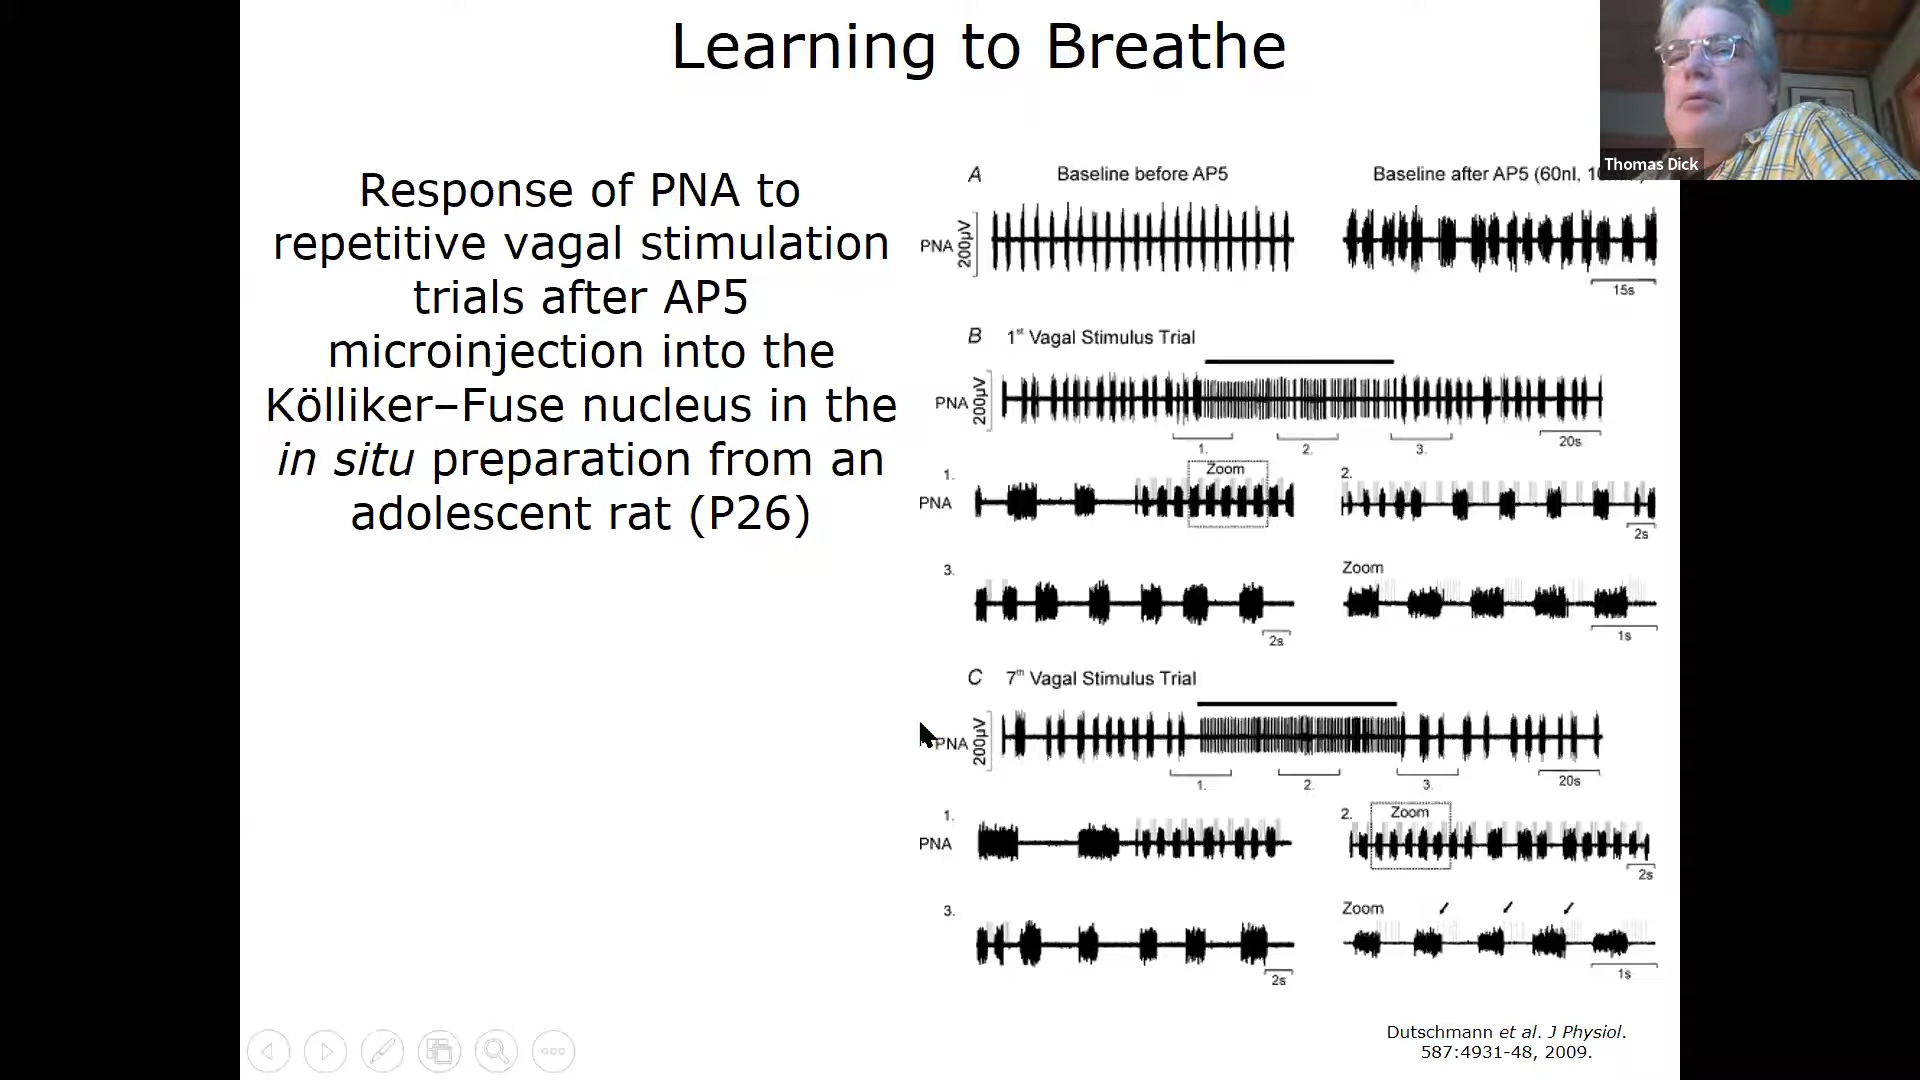 Learning to Breathe
Thomas Dick
Response of PNA to
repetitive vagal stimulation
trials after AP5
microinjection into the
Kölliker–Fuse nucleus in the
in situ preparation from an
adolescent rat (P26)
A Baseline before AP5 Baseline after AP5 (60nl,
PNA 200µV
15s
B 1st Vagal Stimulus Trial
PNA 200µV
1. 2. 3. 20s
1. Zoom 2.
PNA
2s
3. Zoom
2s 1s
C 7th Vagal Stimulus Trial
PNA 200µV
1. 2. 3. 20s
1. 2. Zoom
PNA
2s
3. Zoom
2s 1s
Dutschmann et al. J Physiol.
587:4931-48, 2009.